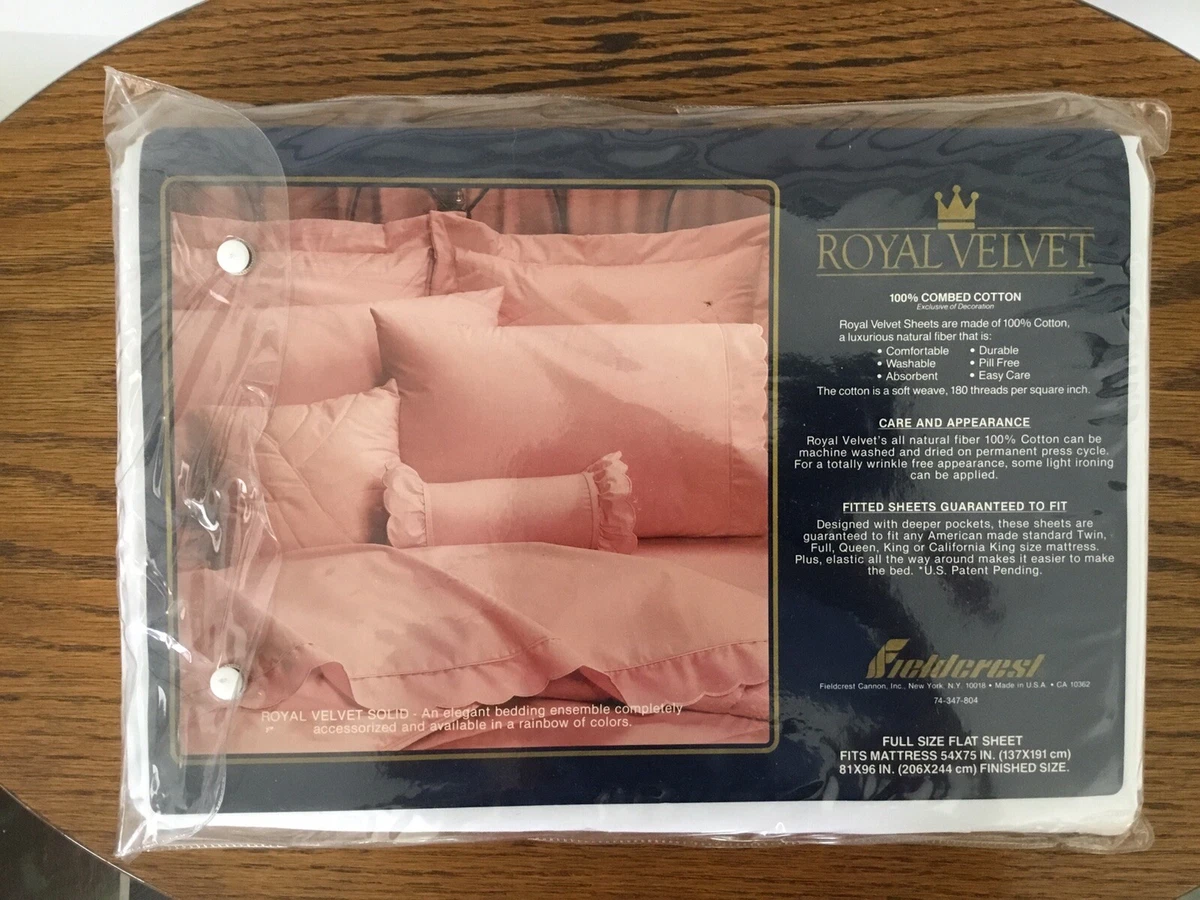 ROYAL VELVET
100% COMBED COTTON
Exclusive of Decoration
Royal Velvet Sheets are made of 100% Cotton,
a luxurious natural fiber that is:
• Comfortable • Durable
• Washable • Pill Free
• Absorbent • Easy Care
The cotton is a soft weave, 180 threads per square inch.
CARE AND APPEARANCE
Royal Velvet's all natural fiber 100% Cotton can be
machine washed and dried on permanent press cycle.
For a totally wrinkle free appearance, some light ironing
can be applied.
FITTED SHEETS GUARANTEED TO FIT
Designed with deeper pockets, these sheets are
guaranteed to fit any American made standard Twin,
Full, Queen, King or California King size mattress.
Plus, elastic all the way around makes it easier to make
the bed. *U.S. Patent Pending.
Fieldcrest
Fieldcrest Cannon, Inc., New York, N.Y. 10018 • Made in U.S.A. • CA 10362
74-347-804
FULL SIZE FLAT SHEET
FITS MATTRESS 54X75 IN. (137X191 cm)
81X96 IN. (206X244 cm) FINISHED SIZE.
ROYAL VELVET SOLID - An elegant bedding ensemble completely
accessorized and available in a rainbow of colors.